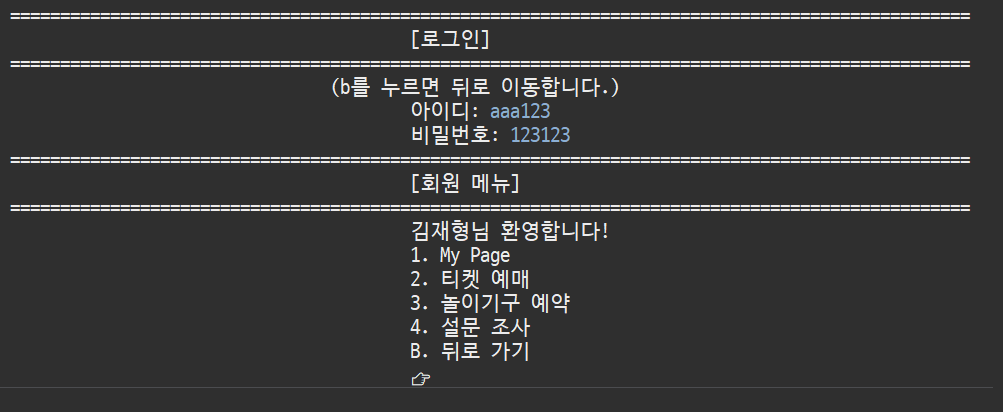 ================================================================================================
[로그인]
================================================================================================
(b를 누르면 뒤로 이동합니다.)
아이디: aaa123
비밀번호: 123123
================================================================================================
[회원 메뉴]
================================================================================================
김재형님 환영합니다!
1. My Page
2. 티켓 예매
3. 놀이기구 예약
4. 설문 조사
B. 뒤로 가기
☞